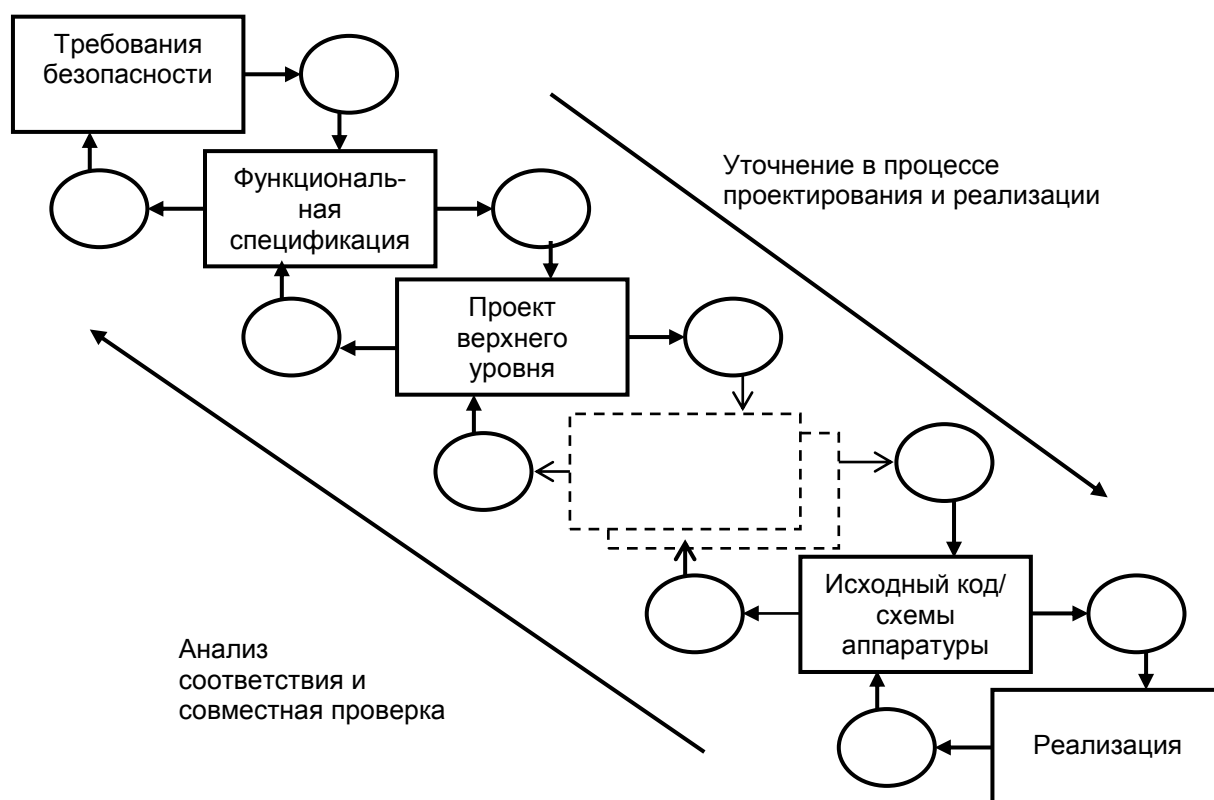 Требования
безопасности
Уточнение в процессе
проектирования и реализации
Функциональ-
ная
спецификация
Проект
верхнего
уровня
Исходный код/
схемы
аппаратуры
Анализ
соответствия и
совместная проверка
Реализация